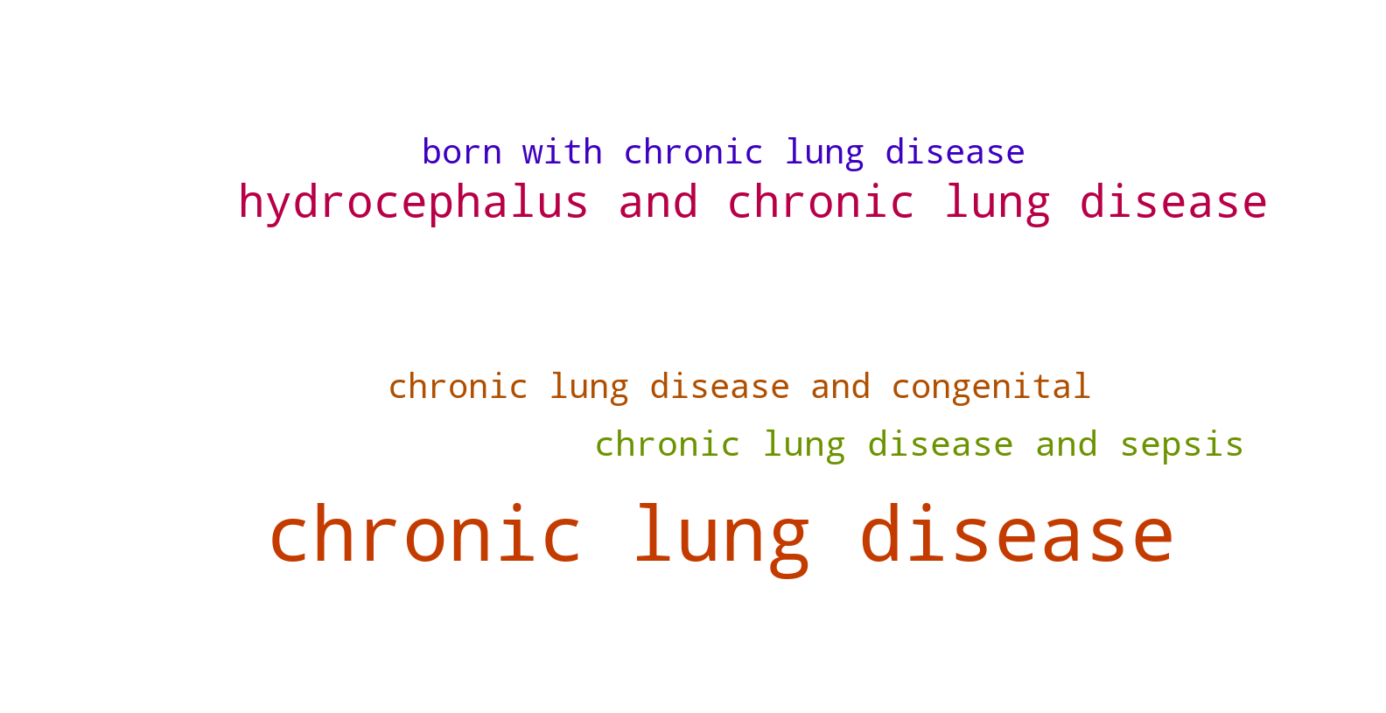 born with chronic lung disease
hydrocephalus and chronic lung disease
chronic lung disease and congenital
chronic lung disease and sepsis
chronic lung disease